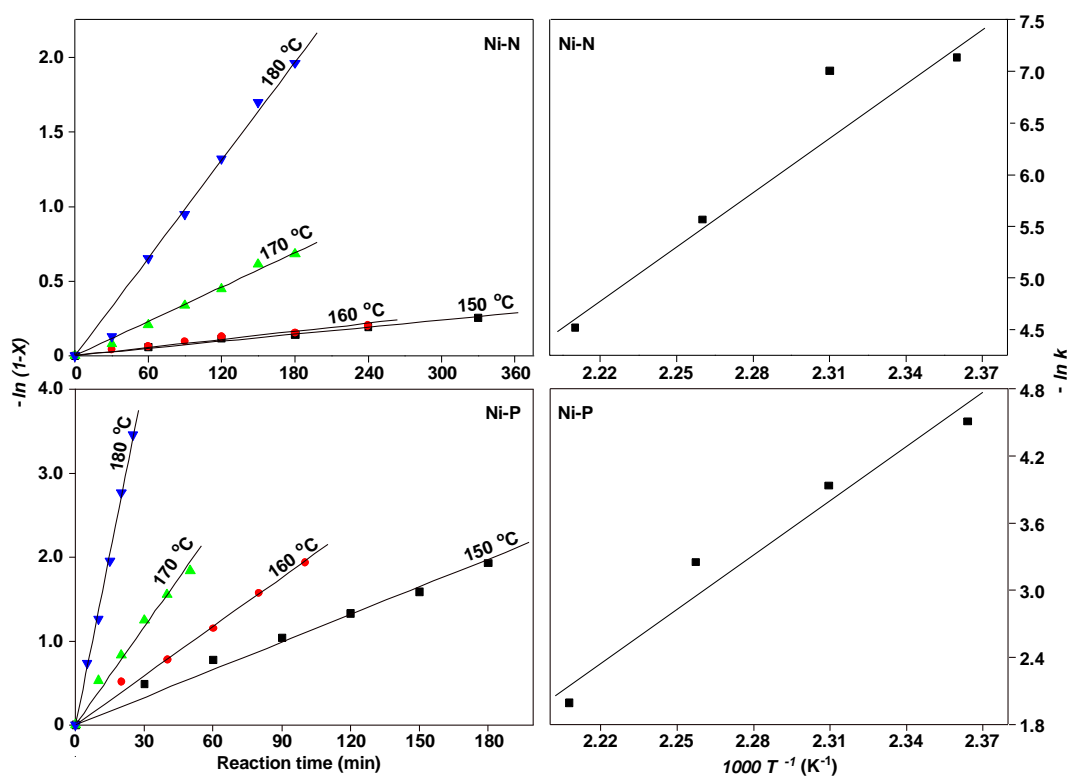 Ni-N
180 °C
170 °C
160 °C
150 °C
2.0
1.5
1.0
0.5
0
0 60 120 180 240 300 360
Ni-N
7.5
7.0
6.5
6.0
5.5
5.0
4.5
2.22 2.25 2.28 2.31 2.34 2.37
- ln (1-X)
- ln k
Ni-P
180 °C
170 °C
160 °C
150 °C
4.0
3.0
2.0
1.0
0
0 30 60 90 120 150 180
Reaction time (min)
Ni-P
4.8
4.2
3.6
3.0
2.4
1.8
2.22 2.25 2.28 2.31 2.34 2.37
1000 T -1 (K-1)